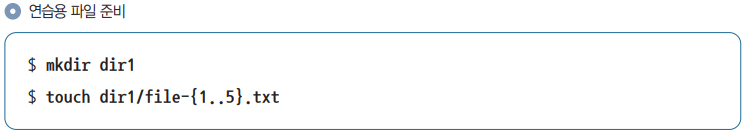 연습용 파일 준비
$ mkdir dir1
$ touch dir1/file-{1..5}.txt